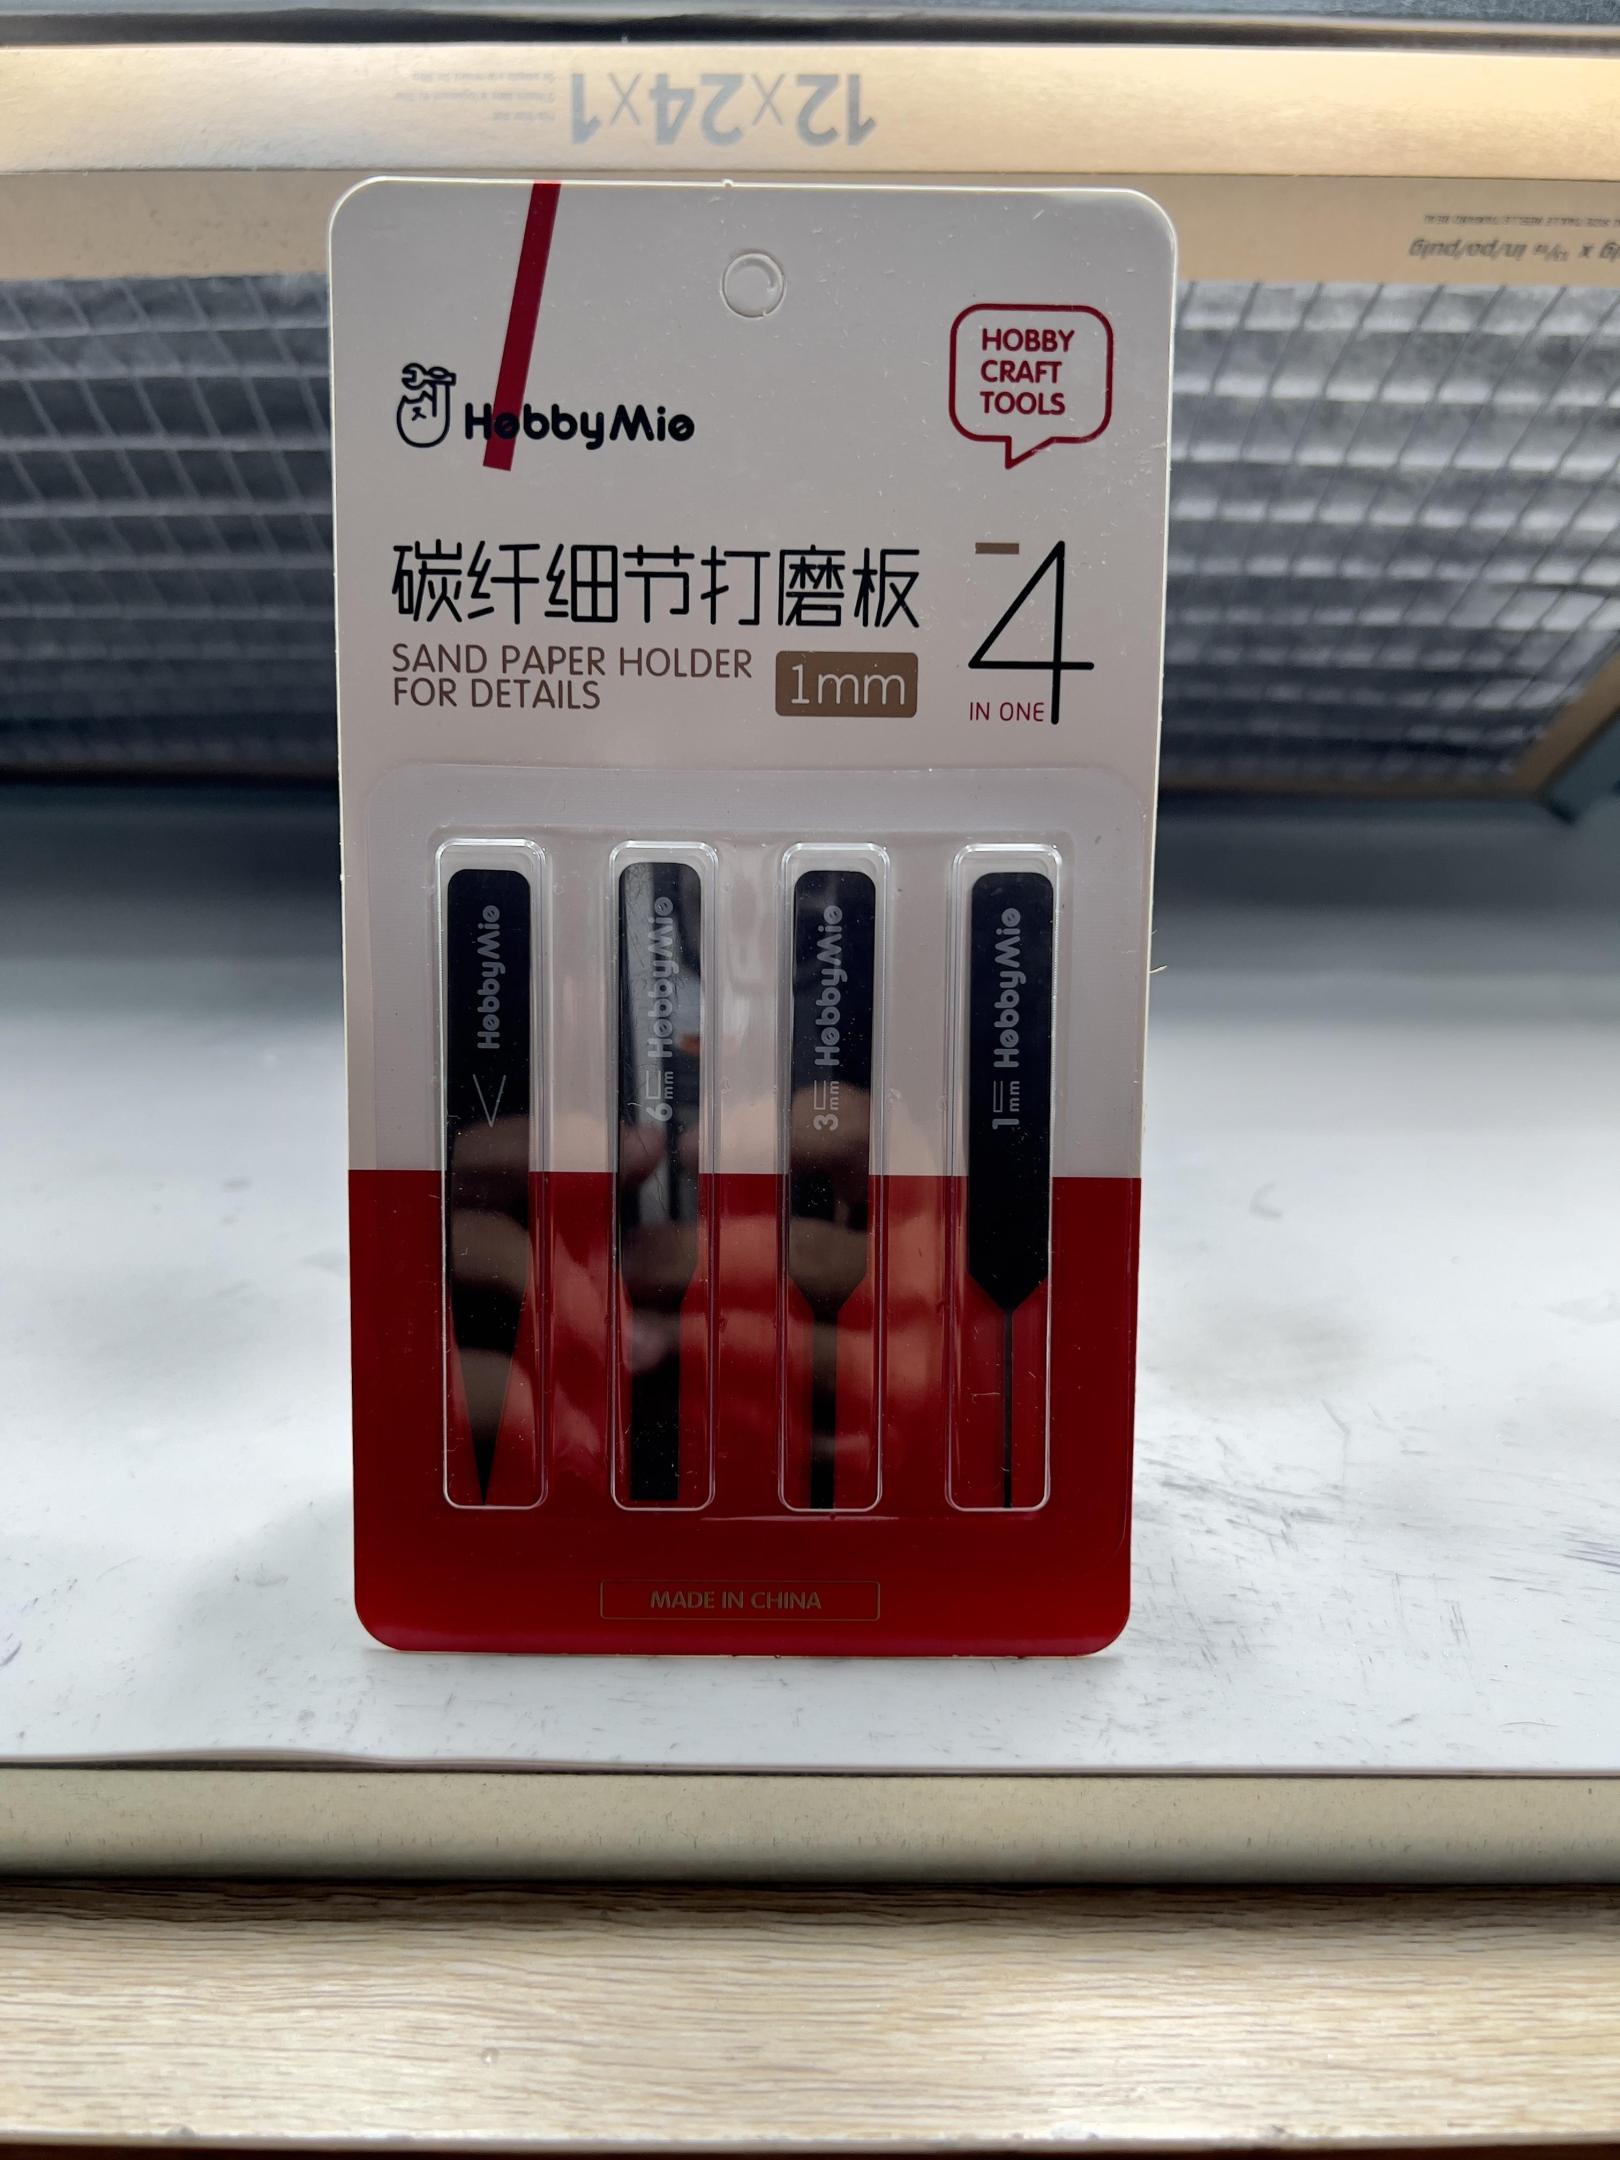 12x24x1
HobbyMio
HOBBY
CRAFT
TOOLS
碳纤细节打磨板
SAND PAPER HOLDER
FOR DETAILS
1mm
4
IN ONE
HobbyMio
6mm HobbyMio
3mm HobbyMio
1mm HobbyMio
MADE IN CHINA